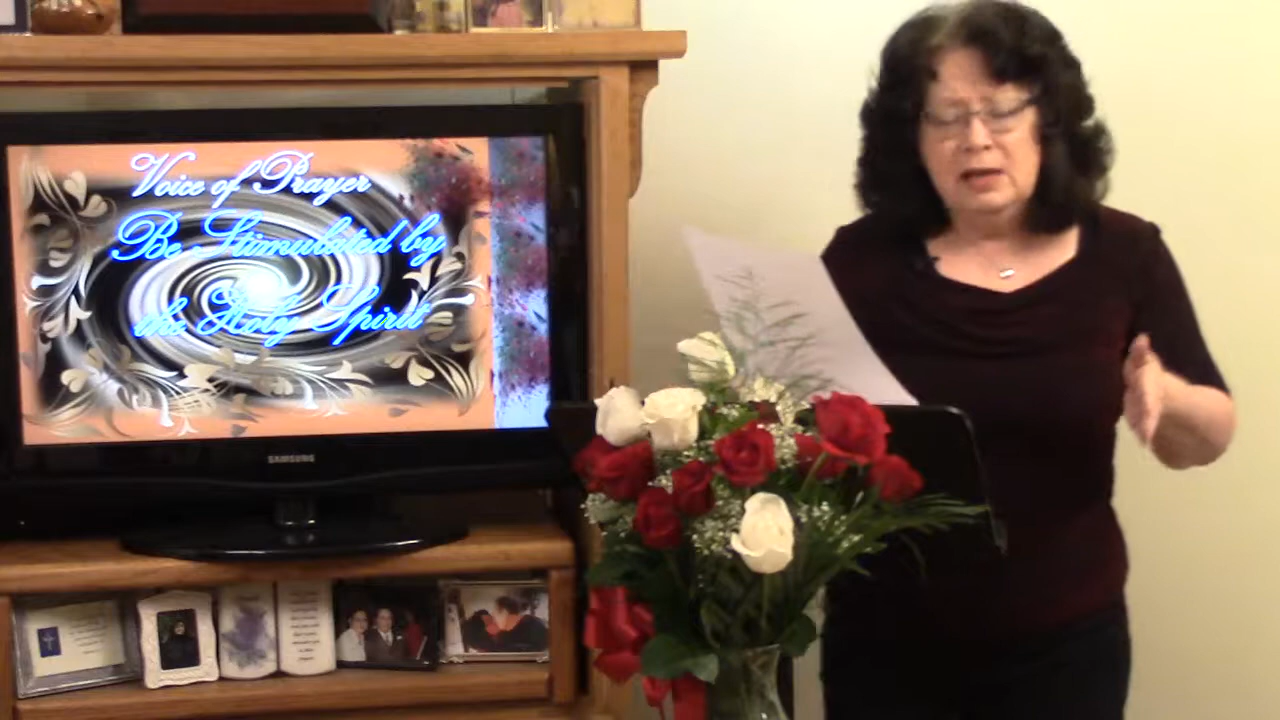 Voice of Prayer
Be Stimulated by
the Holy Spirit
SAMSUNG